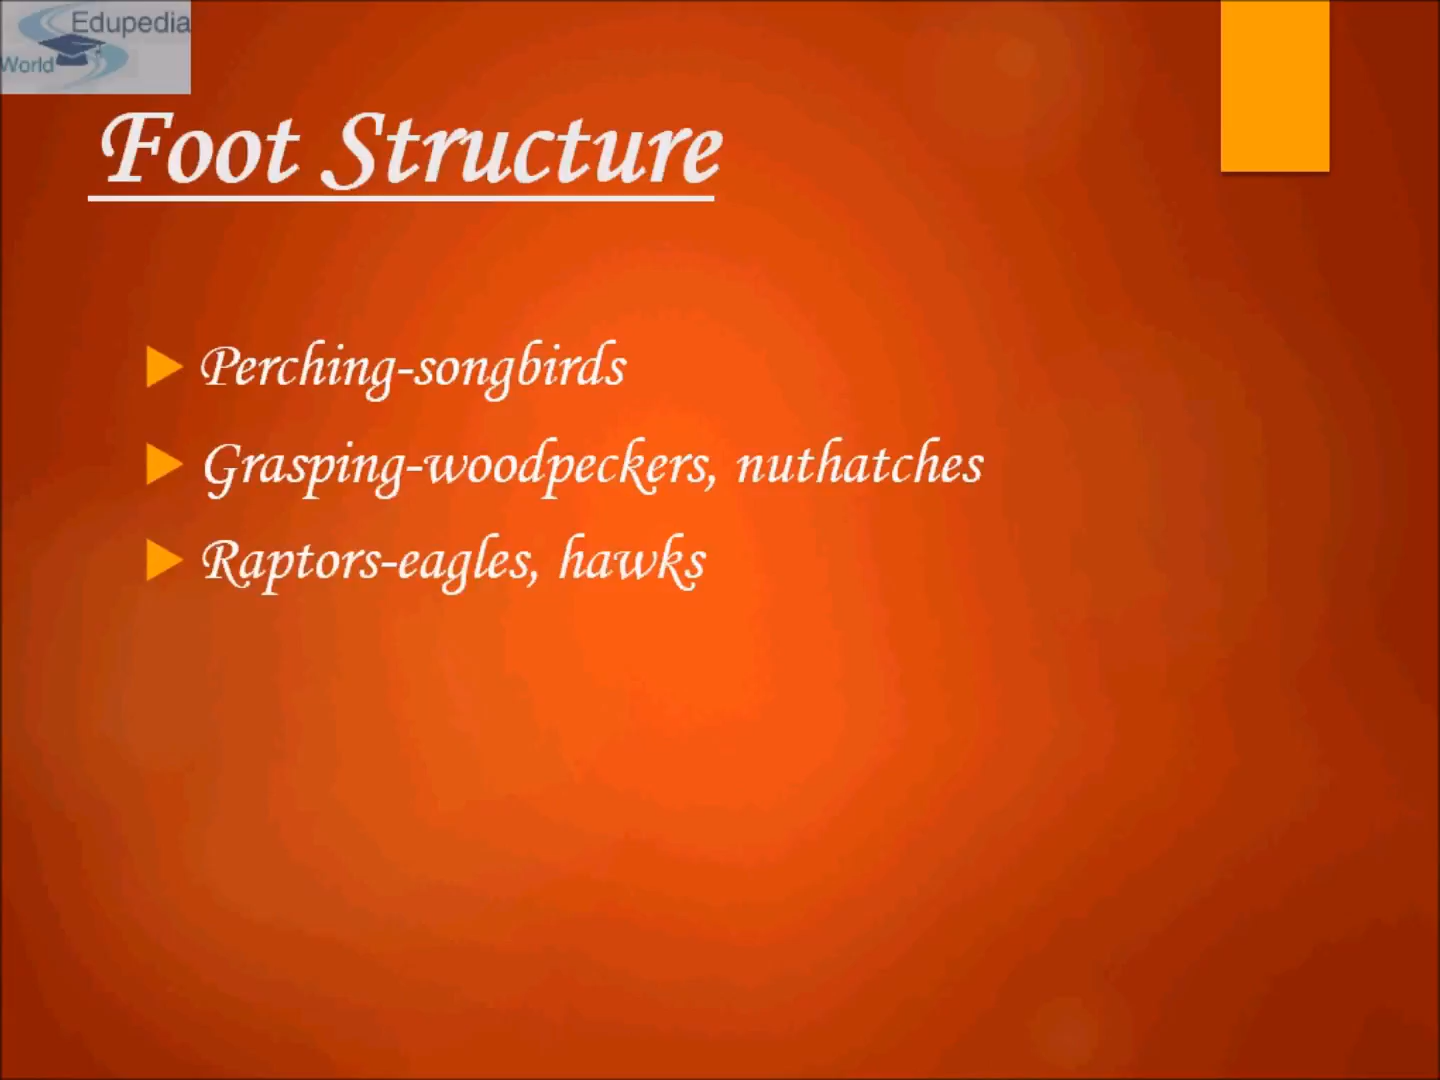 Edupedia
World
Foot Structure
Perching-songbirds
Grasping-woodpeckers, nuthatches
Raptors-eagles, hawks